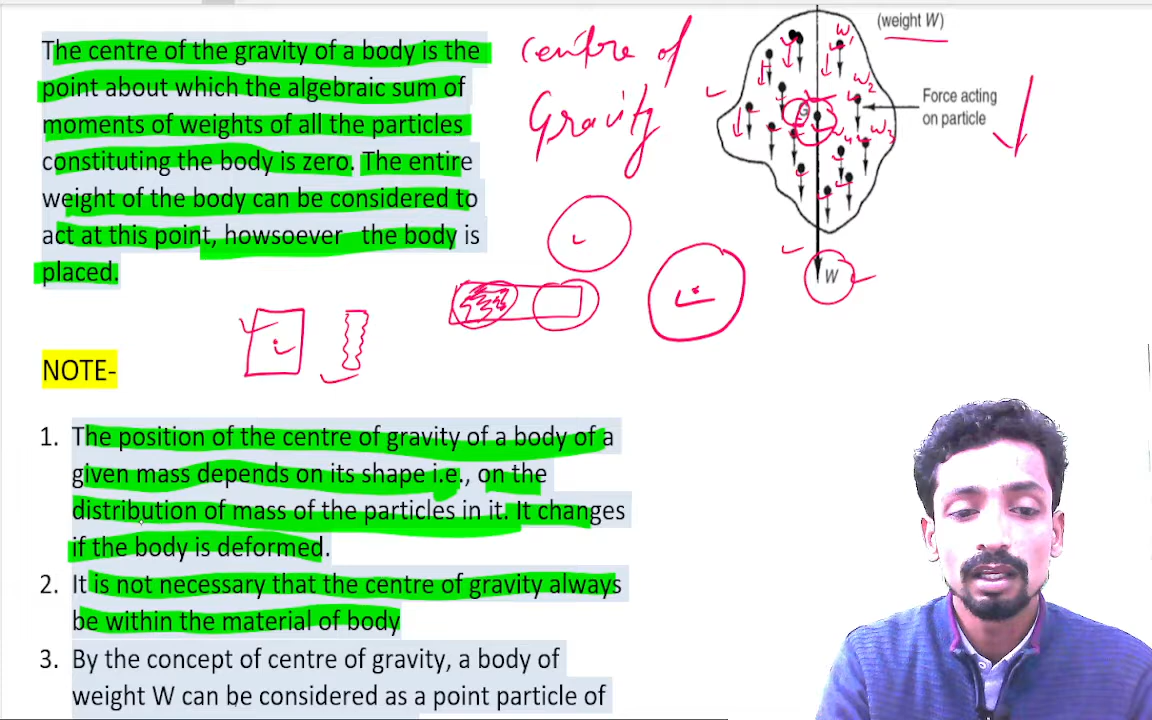 The centre of the gravity of a body is the
point about which the algebraic sum of
moments of weights of all the particles
constituting the body is zero. The entire
weight of the body can be considered to
act at this point, howsoever the body is
placed.
centre of
Gravity
(weight W)
w₁
w₂
w₃
w₄
G
Force acting
on particle
W
NOTE-
1. The position of the centre of gravity of a body of a
given mass depends on its shape i.e., on the
distribution of mass of the particles in it. It changes
if the body is deformed.
2. It is not necessary that the centre of gravity always
be within the material of body
3. By the concept of centre of gravity, a body of
weight W can be considered as a point particle of